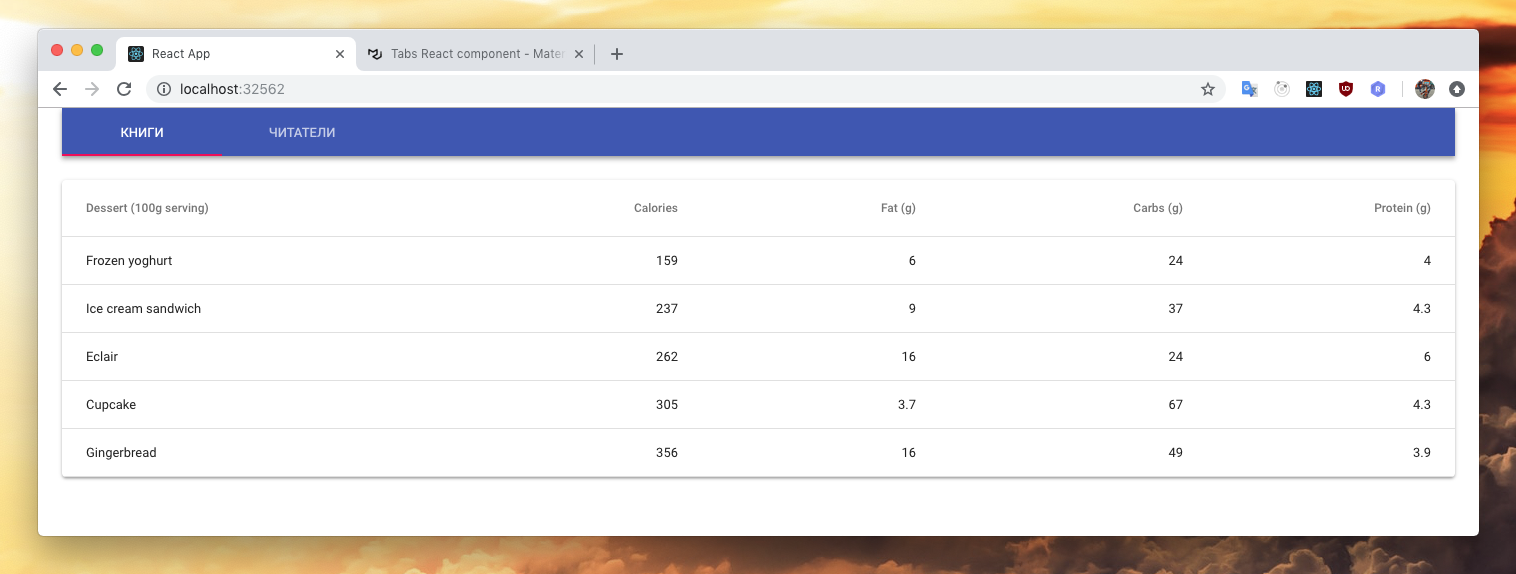 React App
Tabs React component - Mater
localhost:32562
КНИГИ ЧИТАТЕЛИ
Dessert (100g serving) Calories Fat (g) Carbs (g) Protein (g)
Frozen yoghurt 159 6 24 4
Ice cream sandwich 237 9 37 4.3
Eclair 262 16 24 6
Cupcake 305 3.7 67 4.3
Gingerbread 356 16 49 3.9